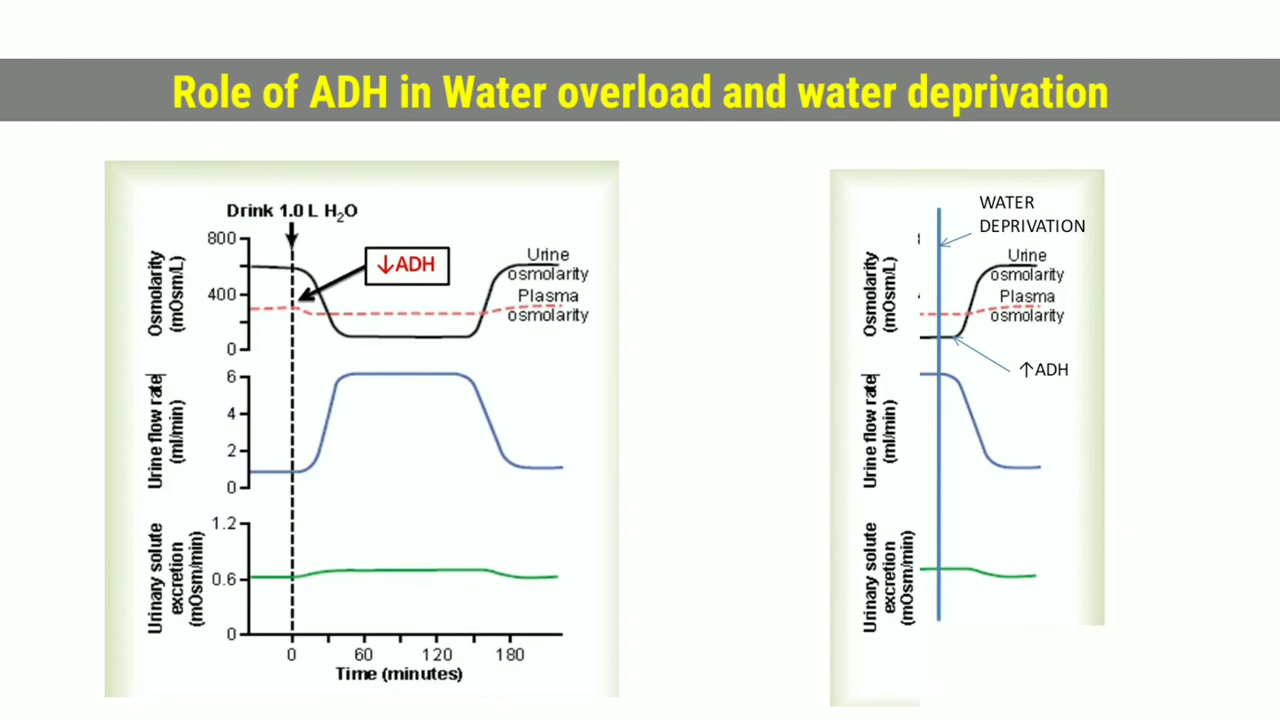 Role of ADH in Water overload and water deprivation
Drink 1.0 L H₂O
↓ADH
Osmolarity
(mOsm/L)
800
400
0
Urine
osmolarity
Plasma
osmolarity
Urine flow rate
(ml/min)
6
4
2
0
Urinary solute
excretion
(mOsm/min)
1.2
0.6
0
0 60 120 180
Time (minutes)
WATER
DEPRIVATION
Osmolarity
(mOsm/L)
Urine
osmolarity
Plasma
osmolarity
↑ADH
Urine flow rate
(ml/min)
Urinary solute
excretion
(mOsm/min)